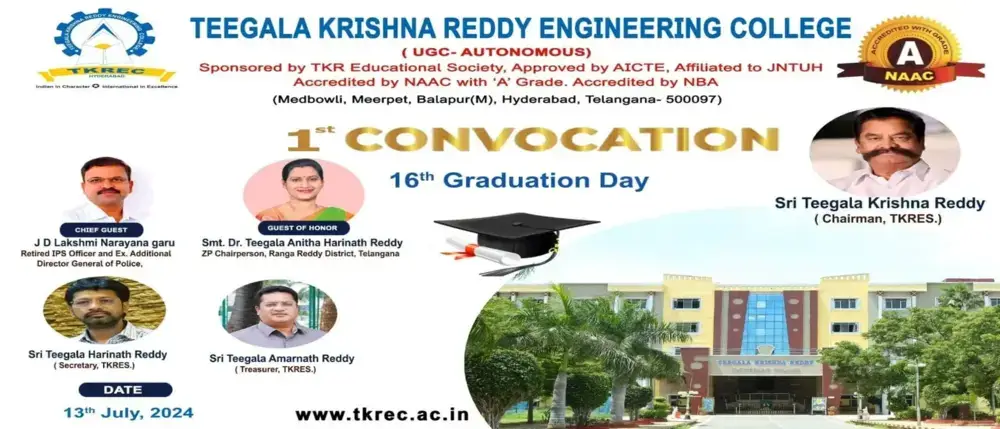 TEEGALA KRISHNA REDDY ENGINEERING COLLEGE
( UGC- AUTONOMOUS)
Sponsored by TKR Educational Society, Approved by AICTE, Affiliated to JNTUH
Accredited by NAAC with 'A' Grade. Accredited by NBA
(Medbowli, Meerpet, Balapur(M), Hyderabad, Telangana- 500097)
TKREC
HYDERABAD
Indian in Character International in Excellence
ACCREDITED WITH GRADE
A
NAAC
1st CONVOCATION
16th Graduation Day
Sri Teegala Krishna Reddy
( Chairman, TKRES.)
CHIEF GUEST
J D Lakshmi Narayana garu
Retired IPS Officer and Ex. Additional
Director General of Police,
GUEST OF HONOR
Smt. Dr. Teegala Anitha Harinath Reddy
ZP Chairperson, Ranga Reddy District, Telangana
Sri Teegala Harinath Reddy
( Secretary, TKRES.)
Sri Teegala Amarnath Reddy
( Treasurer, TKRES.)
DATE
13th July, 2024
www.tkrec.ac.in
TEEGALA KRISHNA REDDY
ENGINEERING COLLEGE